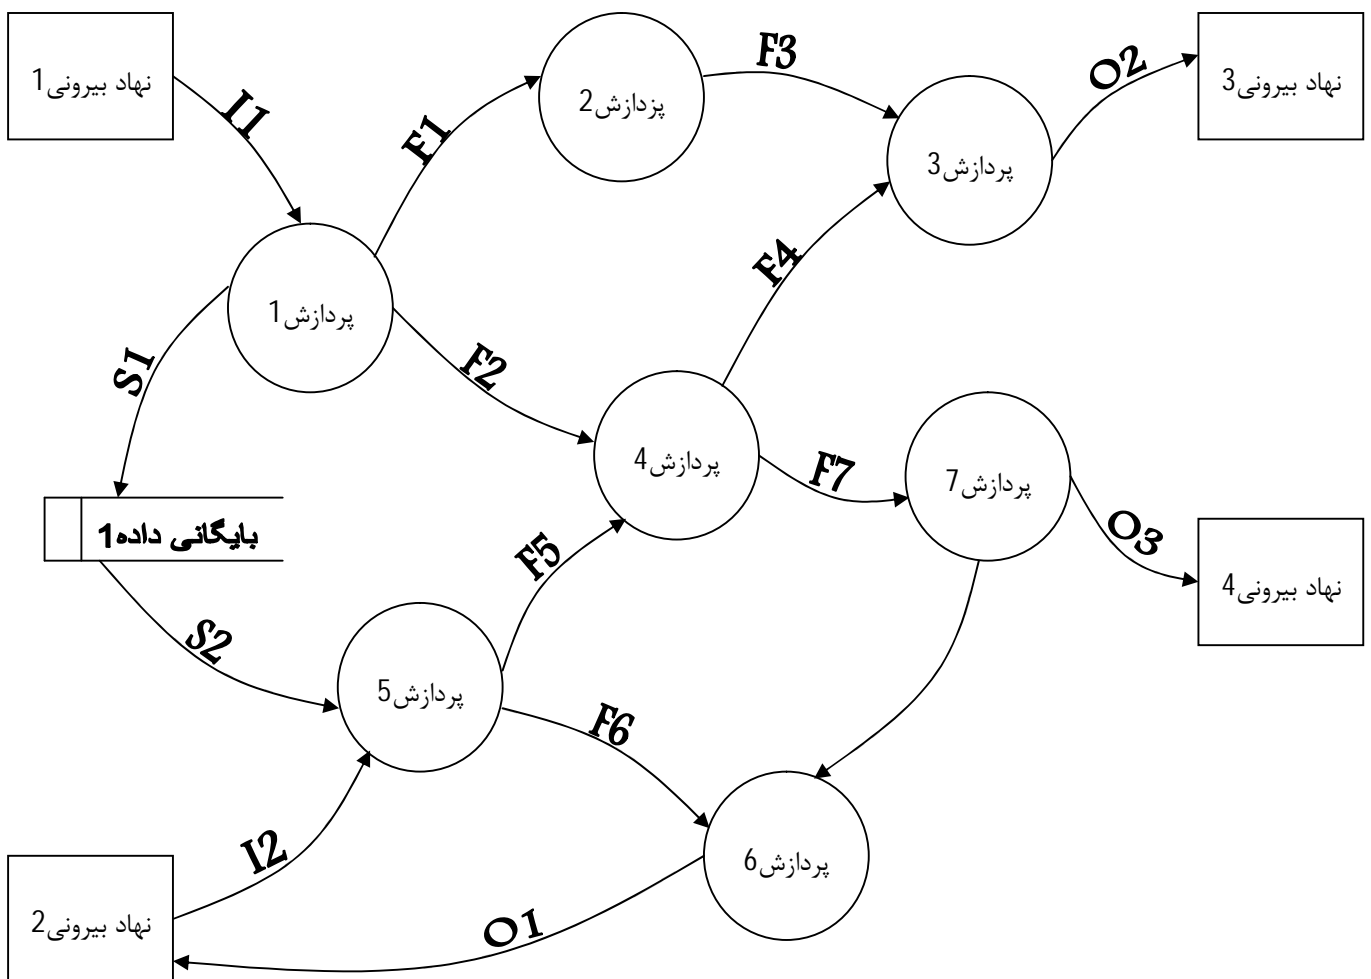 نهاد بیرونی1
I1
F1
پزدازش2
F3
پردازش3
O2
نهاد بیرونی3
پردازش1
F4
S1
F2
پردازش4
F7
پردازش7
O3
نهاد بیرونی4
بایگانی داده1
F5
S2
پردازش5
F6
I2
پردازش6
نهاد بیرونی2
O1